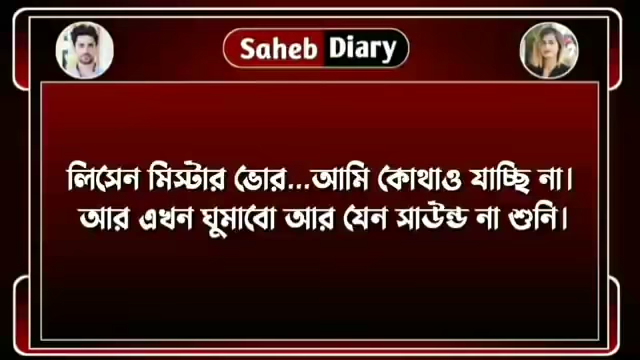 Saheb Diary
লিসেন মিস্টার ভোর...আমি কোথাও যাচ্ছি না।
আর এখন ঘুমাবো আর যেন সাউন্ড না শুনি।